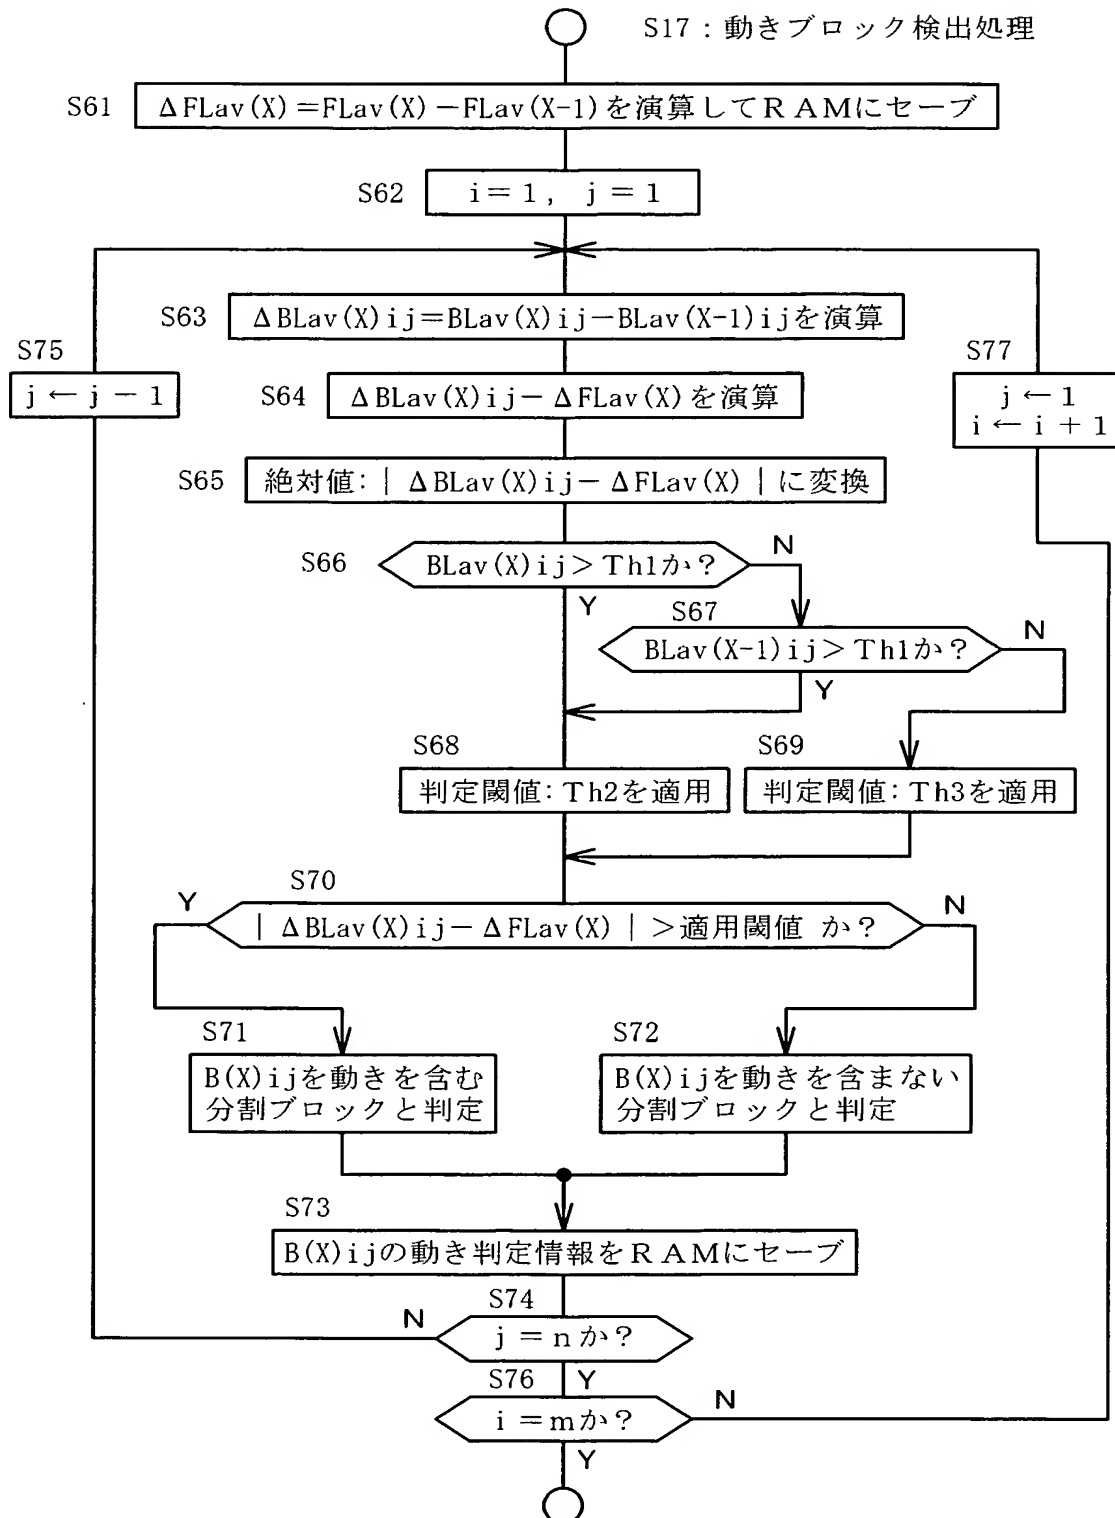 S17：動きブロック検出処理
S61
ΔFLav(X)=FLav(X)−FLav(X-1)を演算してRAMにセーブ
S62
i=1, j=1
S63
ΔBLav(X)ij=BLav(X)ij−BLav(X-1)ijを演算
S75
j←j−1
S77
j←1
i←i+1
S64
ΔBLav(X)ij−ΔFLav(X)を演算
S65
絶対値:|ΔBLav(X)ij−ΔFLav(X)|に変換
S66
BLav(X)ij>Th1か?
N
Y
S67
BLav(X-1)ij>Th1か?
N
Y
S68
判定閾値:Th2を適用
S69
判定閾値:Th3を適用
S70
Y
|ΔBLav(X)ij−ΔFLav(X)|>適用閾値 か?
N
S71
B(X)ijを動きを含む
分割ブロックと判定
S72
B(X)ijを動きを含まない
分割ブロックと判定
S73
B(X)ijの動き判定情報をRAMにセーブ
S74
N
j=nか?
Y
S76
i=mか?
N
Y